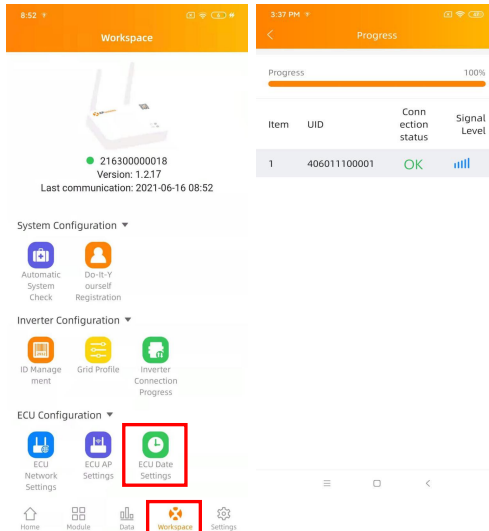 8:52
Workspace
216300000018
Version: 1.2.17
Last communication: 2021-06-16 08:52
System Configuration
Automatic
System
Check
Do-It-Y
ourself
Registration
Inverter Configuration
ID Manage
ment
Grid Profile
Inverter
Connection
Progress
ECU Configuration
ECU
Network
Settings
ECU AP
Settings
ECU Date
Settings
Home
Module
Data
Workspace
Settings
3:37 PM
Progress
Progress 100%
Item
UID
Conn
ection
status
Signal
Level
1 406011100001 OK